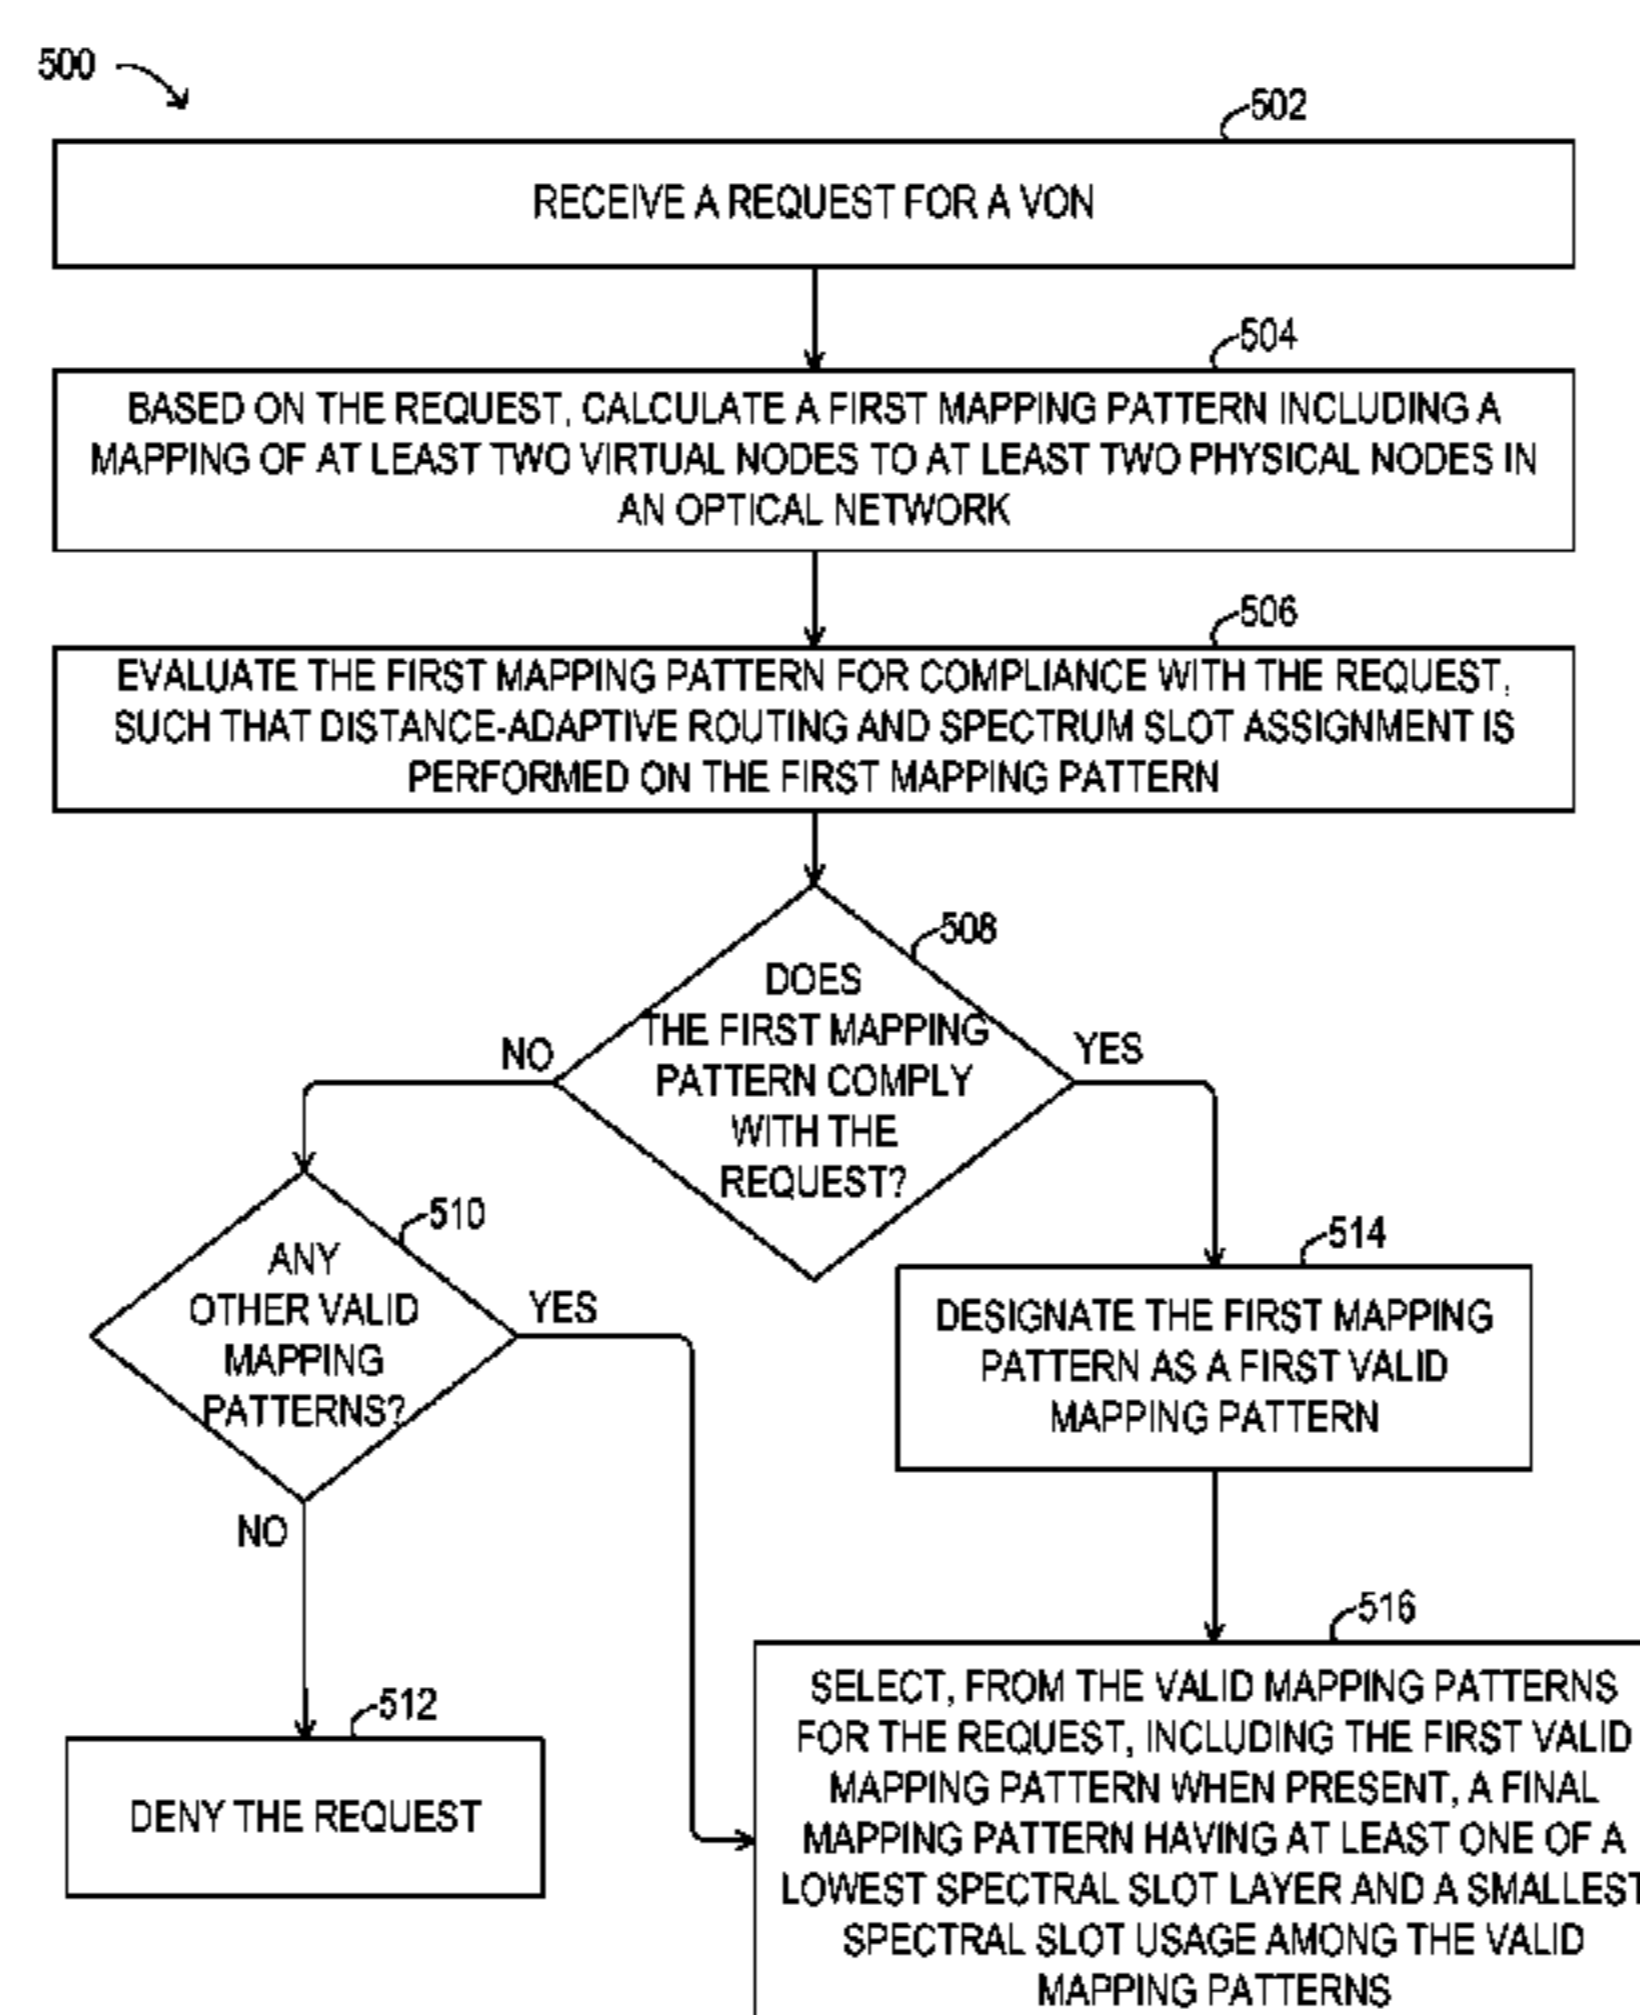 500
502
RECEIVE A REQUEST FOR A VON
504
BASED ON THE REQUEST, CALCULATE A FIRST MAPPING PATTERN INCLUDING A
MAPPING OF AT LEAST TWO VIRTUAL NODES TO AT LEAST TWO PHYSICAL NODES IN
AN OPTICAL NETWORK
506
EVALUATE THE FIRST MAPPING PATTERN FOR COMPLIANCE WITH THE REQUEST,
SUCH THAT DISTANCE-ADAPTIVE ROUTING AND SPECTRUM SLOT ASSIGNMENT IS
PERFORMED ON THE FIRST MAPPING PATTERN
508
DOES
THE FIRST MAPPING
PATTERN COMPLY
WITH THE
REQUEST?
NO
YES
510
ANY
OTHER VALID
MAPPING
PATTERNS?
YES
NO
514
DESIGNATE THE FIRST MAPPING
PATTERN AS A FIRST VALID
MAPPING PATTERN
512
DENY THE REQUEST
516
SELECT, FROM THE VALID MAPPING PATTERNS
FOR THE REQUEST, INCLUDING THE FIRST VALID
MAPPING PATTERN WHEN PRESENT, A FINAL
MAPPING PATTERN HAVING AT LEAST ONE OF A
LOWEST SPECTRAL SLOT LAYER AND A SMALLEST
SPECTRAL SLOT USAGE AMONG THE VALID
MAPPING PATTERNS